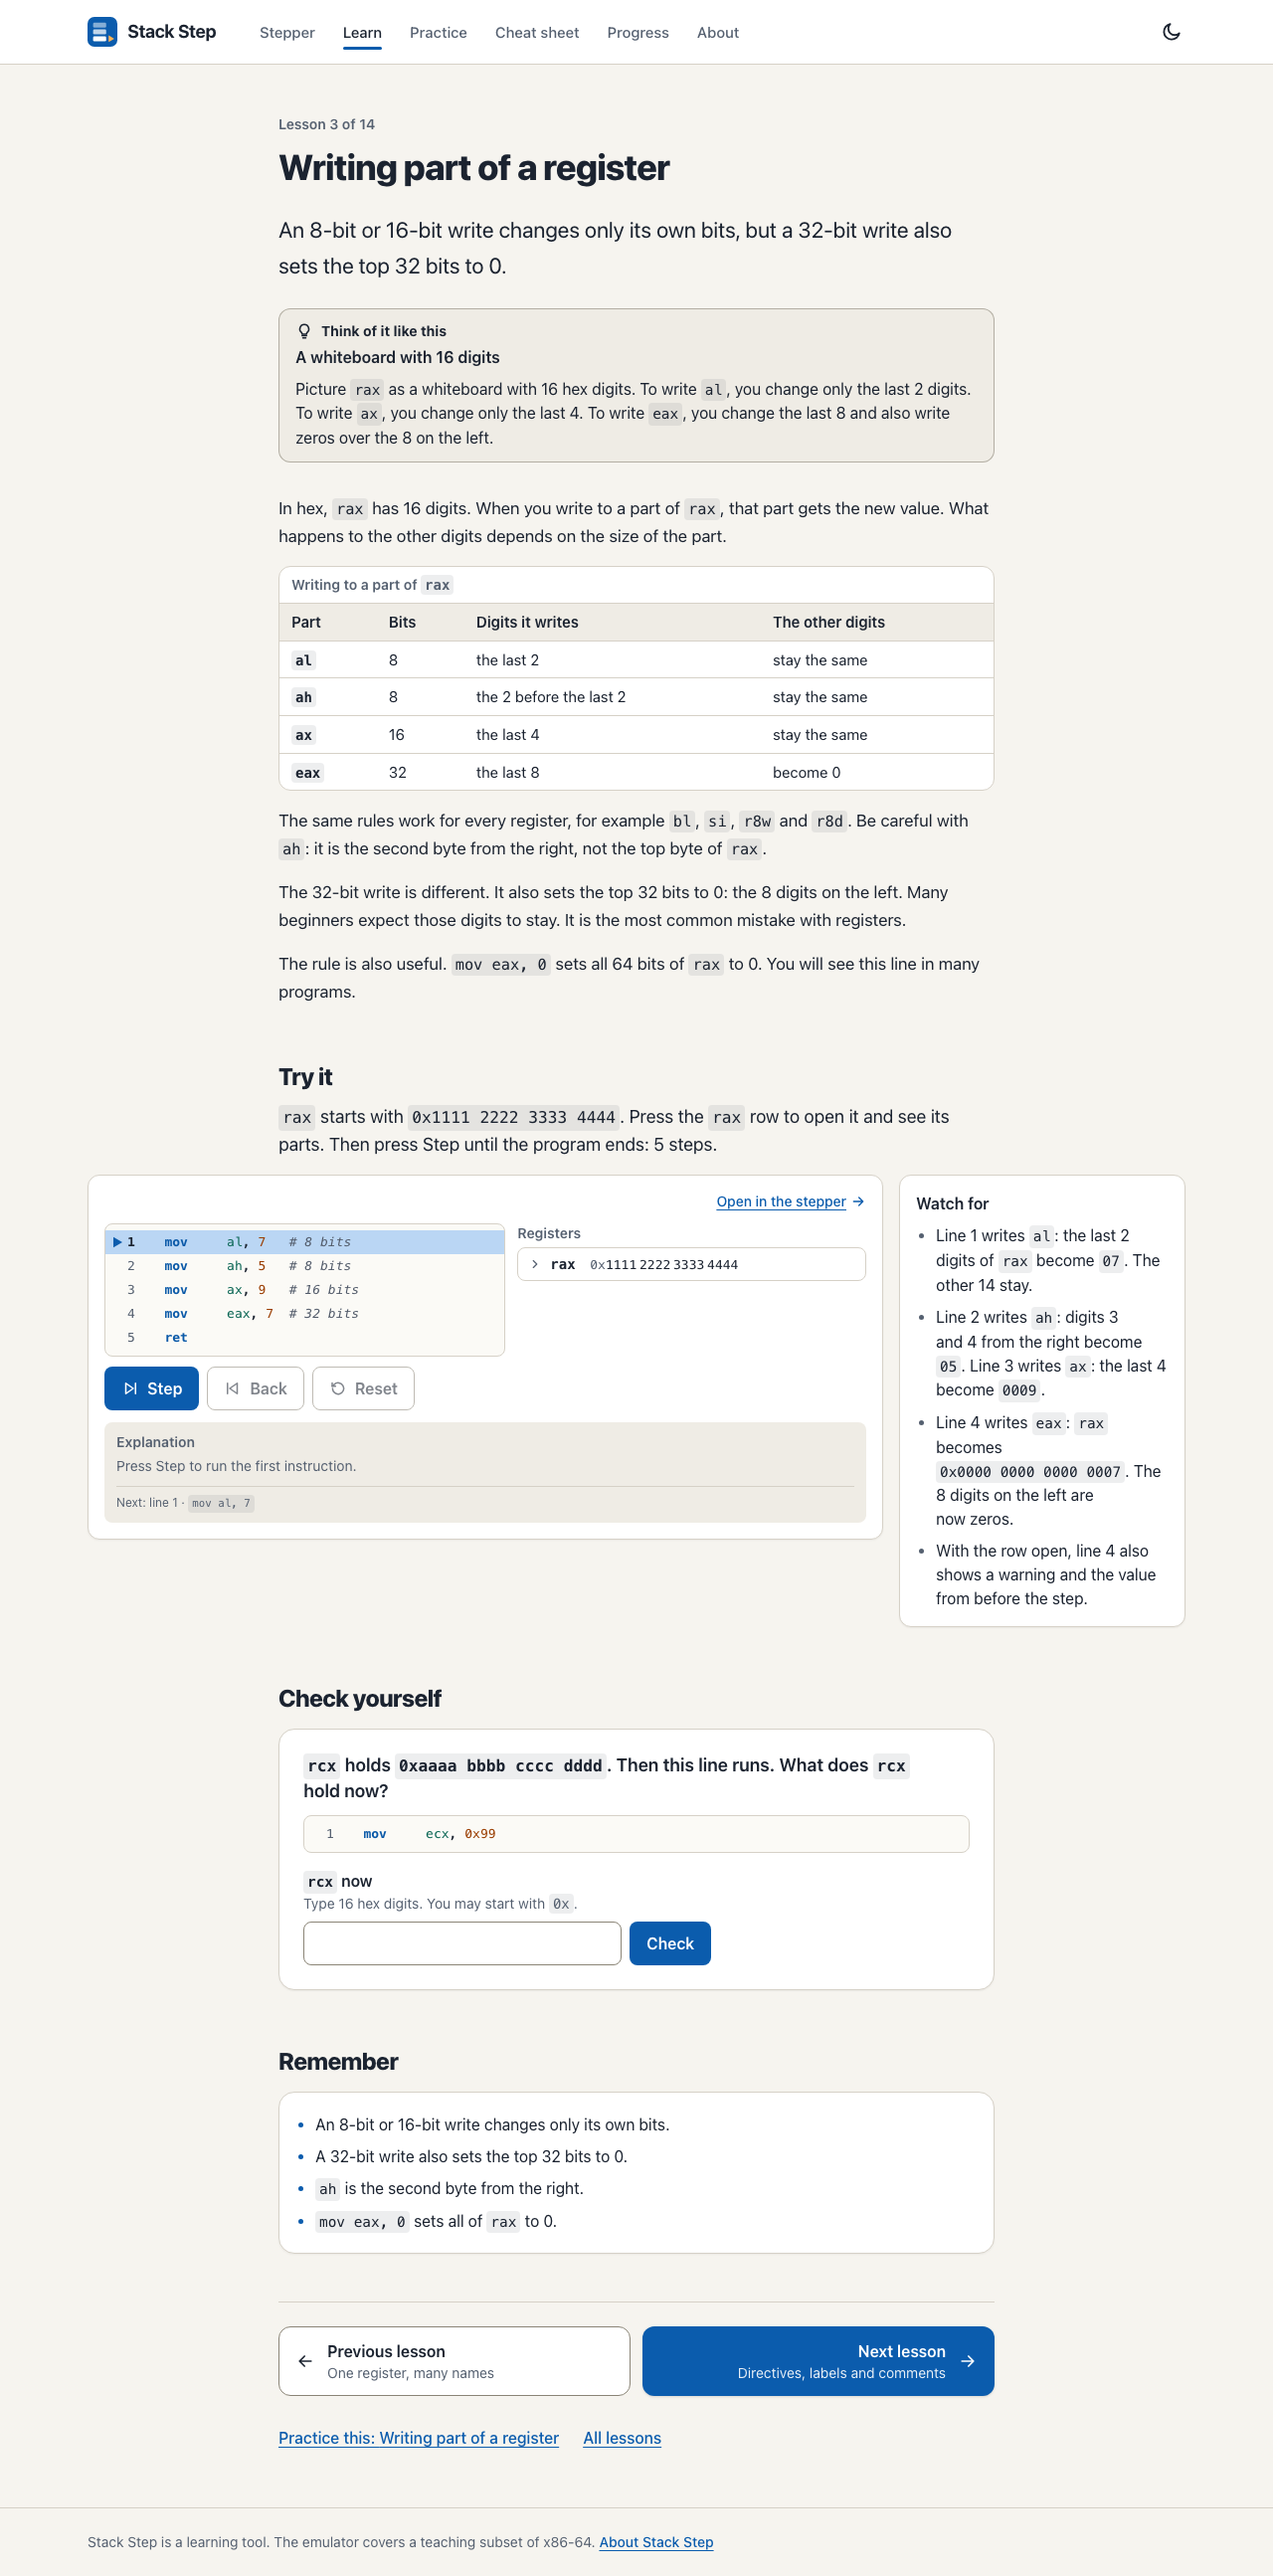 Stack Step
Stepper
Learn
Practice
Cheat sheet
Progress
About
Lesson 3 of 14
Writing part of a register
An 8-bit or 16-bit write changes only its own bits, but a 32-bit write also
sets the top 32 bits to 0.
Think of it like this
A whiteboard with 16 digits
Picture rax as a whiteboard with 16 hex digits. To write al, you change only the last 2 digits.
To write ax, you change only the last 4. To write eax, you change the last 8 and also write
zeros over the 8 on the left.
In hex, rax has 16 digits. When you write to a part of rax, that part gets the new value. What
happens to the other digits depends on the size of the part.
Writing to a part of rax
Part Bits Digits it writes The other digits
al 8 the last 2 stay the same
ah 8 the 2 before the last 2 stay the same
ax 16 the last 4 stay the same
eax 32 the last 8 become 0
The same rules work for every register, for example bl, si, r8w and r8d. Be careful with
ah: it is the second byte from the right, not the top byte of rax.
The 32-bit write is different. It also sets the top 32 bits to 0: the 8 digits on the left. Many
beginners expect those digits to stay. It is the most common mistake with registers.
The rule is also useful. mov eax, 0 sets all 64 bits of rax to 0. You will see this line in many
programs.
Try it
rax starts with 0x1111 2222 3333 4444. Press the rax row to open it and see its
parts. Then press Step until the program ends: 5 steps.
Open in the stepper →
1 mov al, 7 # 8 bits
2 mov ah, 5 # 8 bits
3 mov ax, 9 # 16 bits
4 mov eax, 7 # 32 bits
5 ret
Registers
rax 0x1111 2222 3333 4444
Step
Back
Reset
Explanation
Press Step to run the first instruction.
Next: line 1 · mov al, 7
Watch for
• Line 1 writes al: the last 2
digits of rax become 07. The
other 14 stay.
• Line 2 writes ah: digits 3
and 4 from the right become
05. Line 3 writes ax: the last 4
become 0009.
• Line 4 writes eax: rax
becomes
0x0000 0000 0000 0007. The
8 digits on the left are
now zeros.
• With the row open, line 4 also
shows a warning and the value
from before the step.
Check yourself
rcx holds 0xaaaa bbbb cccc dddd. Then this line runs. What does rcx
hold now?
1 mov ecx, 0x99
rcx now
Type 16 hex digits. You may start with 0x.
Check
Remember
• An 8-bit or 16-bit write changes only its own bits.
• A 32-bit write also sets the top 32 bits to 0.
• ah is the second byte from the right.
• mov eax, 0 sets all of rax to 0.
← Previous lesson
One register, many names
Next lesson →
Directives, labels and comments
Practice this: Writing part of a register
All lessons
Stack Step is a learning tool. The emulator covers a teaching subset of x86-64. About Stack Step